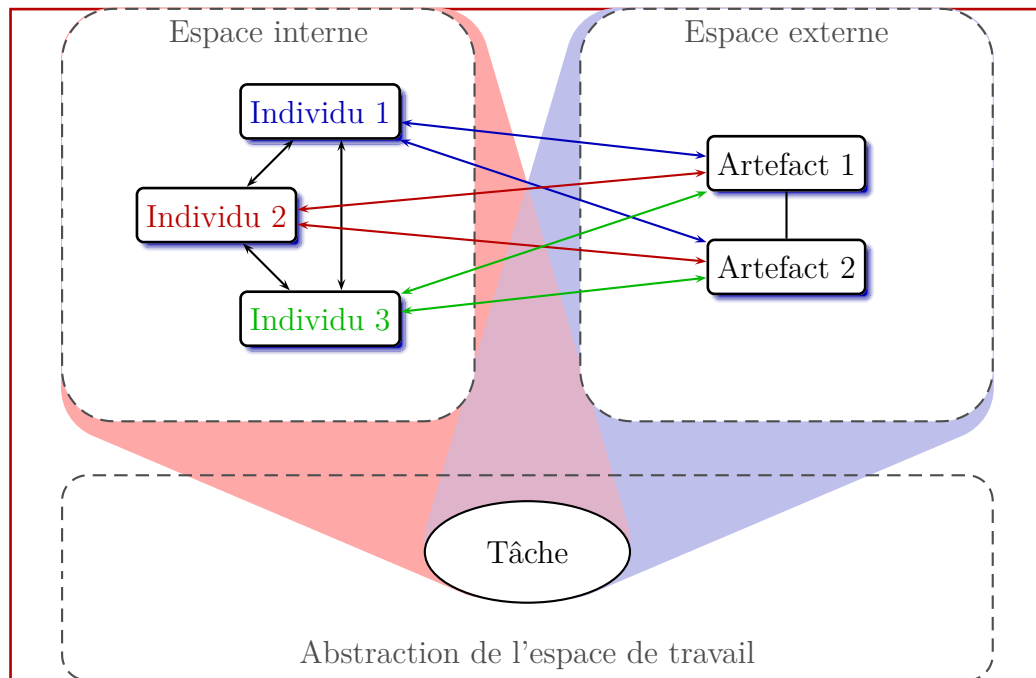 Espace interne
Espace externe
Individu 1
Individu 2
Individu 3
Artefact 1
Artefact 2
Tâche
Abstraction de l'espace de travail